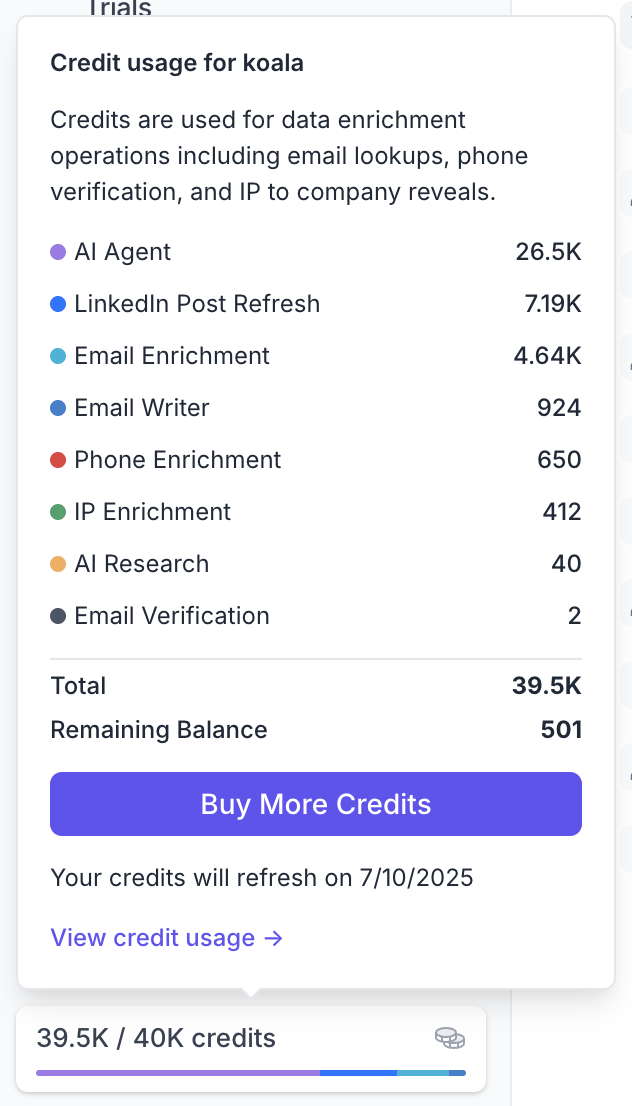 Trials
Credit usage for koala
Credits are used for data enrichment
operations including email lookups, phone
verification, and IP to company reveals.
AI Agent 26.5K
LinkedIn Post Refresh 7.19K
Email Enrichment 4.64K
Email Writer 924
Phone Enrichment 650
IP Enrichment 412
AI Research 40
Email Verification 2
Total 39.5K
Remaining Balance 501
Buy More Credits
Your credits will refresh on 7/10/2025
View credit usage →
39.5K / 40K credits